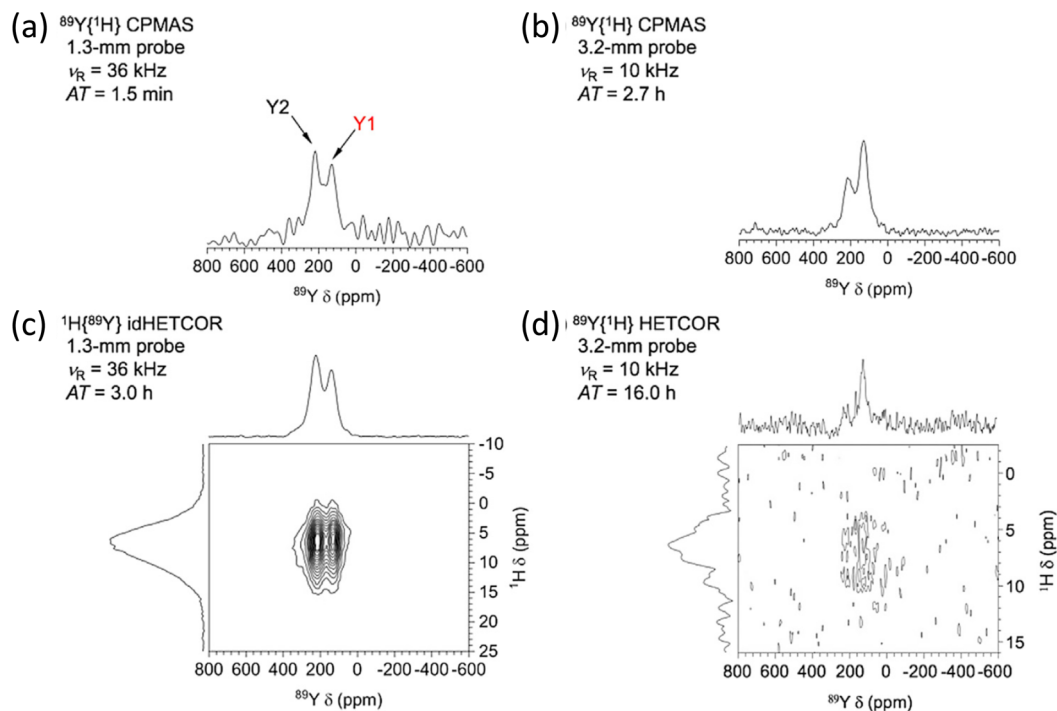 (a) ⁸⁹Y{¹H} CPMAS
1.3-mm probe
νR = 36 kHz
AT = 1.5 min
Y2
Y1
800 600 400 200 0 -200 -400 -600
⁸⁹Y δ (ppm)
(b) ⁸⁹Y{¹H} CPMAS
3.2-mm probe
νR = 10 kHz
AT = 2.7 h
800 600 400 200 0 -200 -400 -600
⁸⁹Y δ (ppm)
(c) ¹H{⁸⁹Y} idHETCOR
1.3-mm probe
νR = 36 kHz
AT = 3.0 h
-10
-5
0
5
10
15
20
25
¹H δ (ppm)
800 600 400 200 0 -200 -400 -600
⁸⁹Y δ (ppm)
(d) ⁸⁹Y{¹H} HETCOR
3.2-mm probe
νR = 10 kHz
AT = 16.0 h
0
5
10
15
¹H δ (ppm)
800 600 400 200 0 -200 -400 -600
⁸⁹Y δ (ppm)